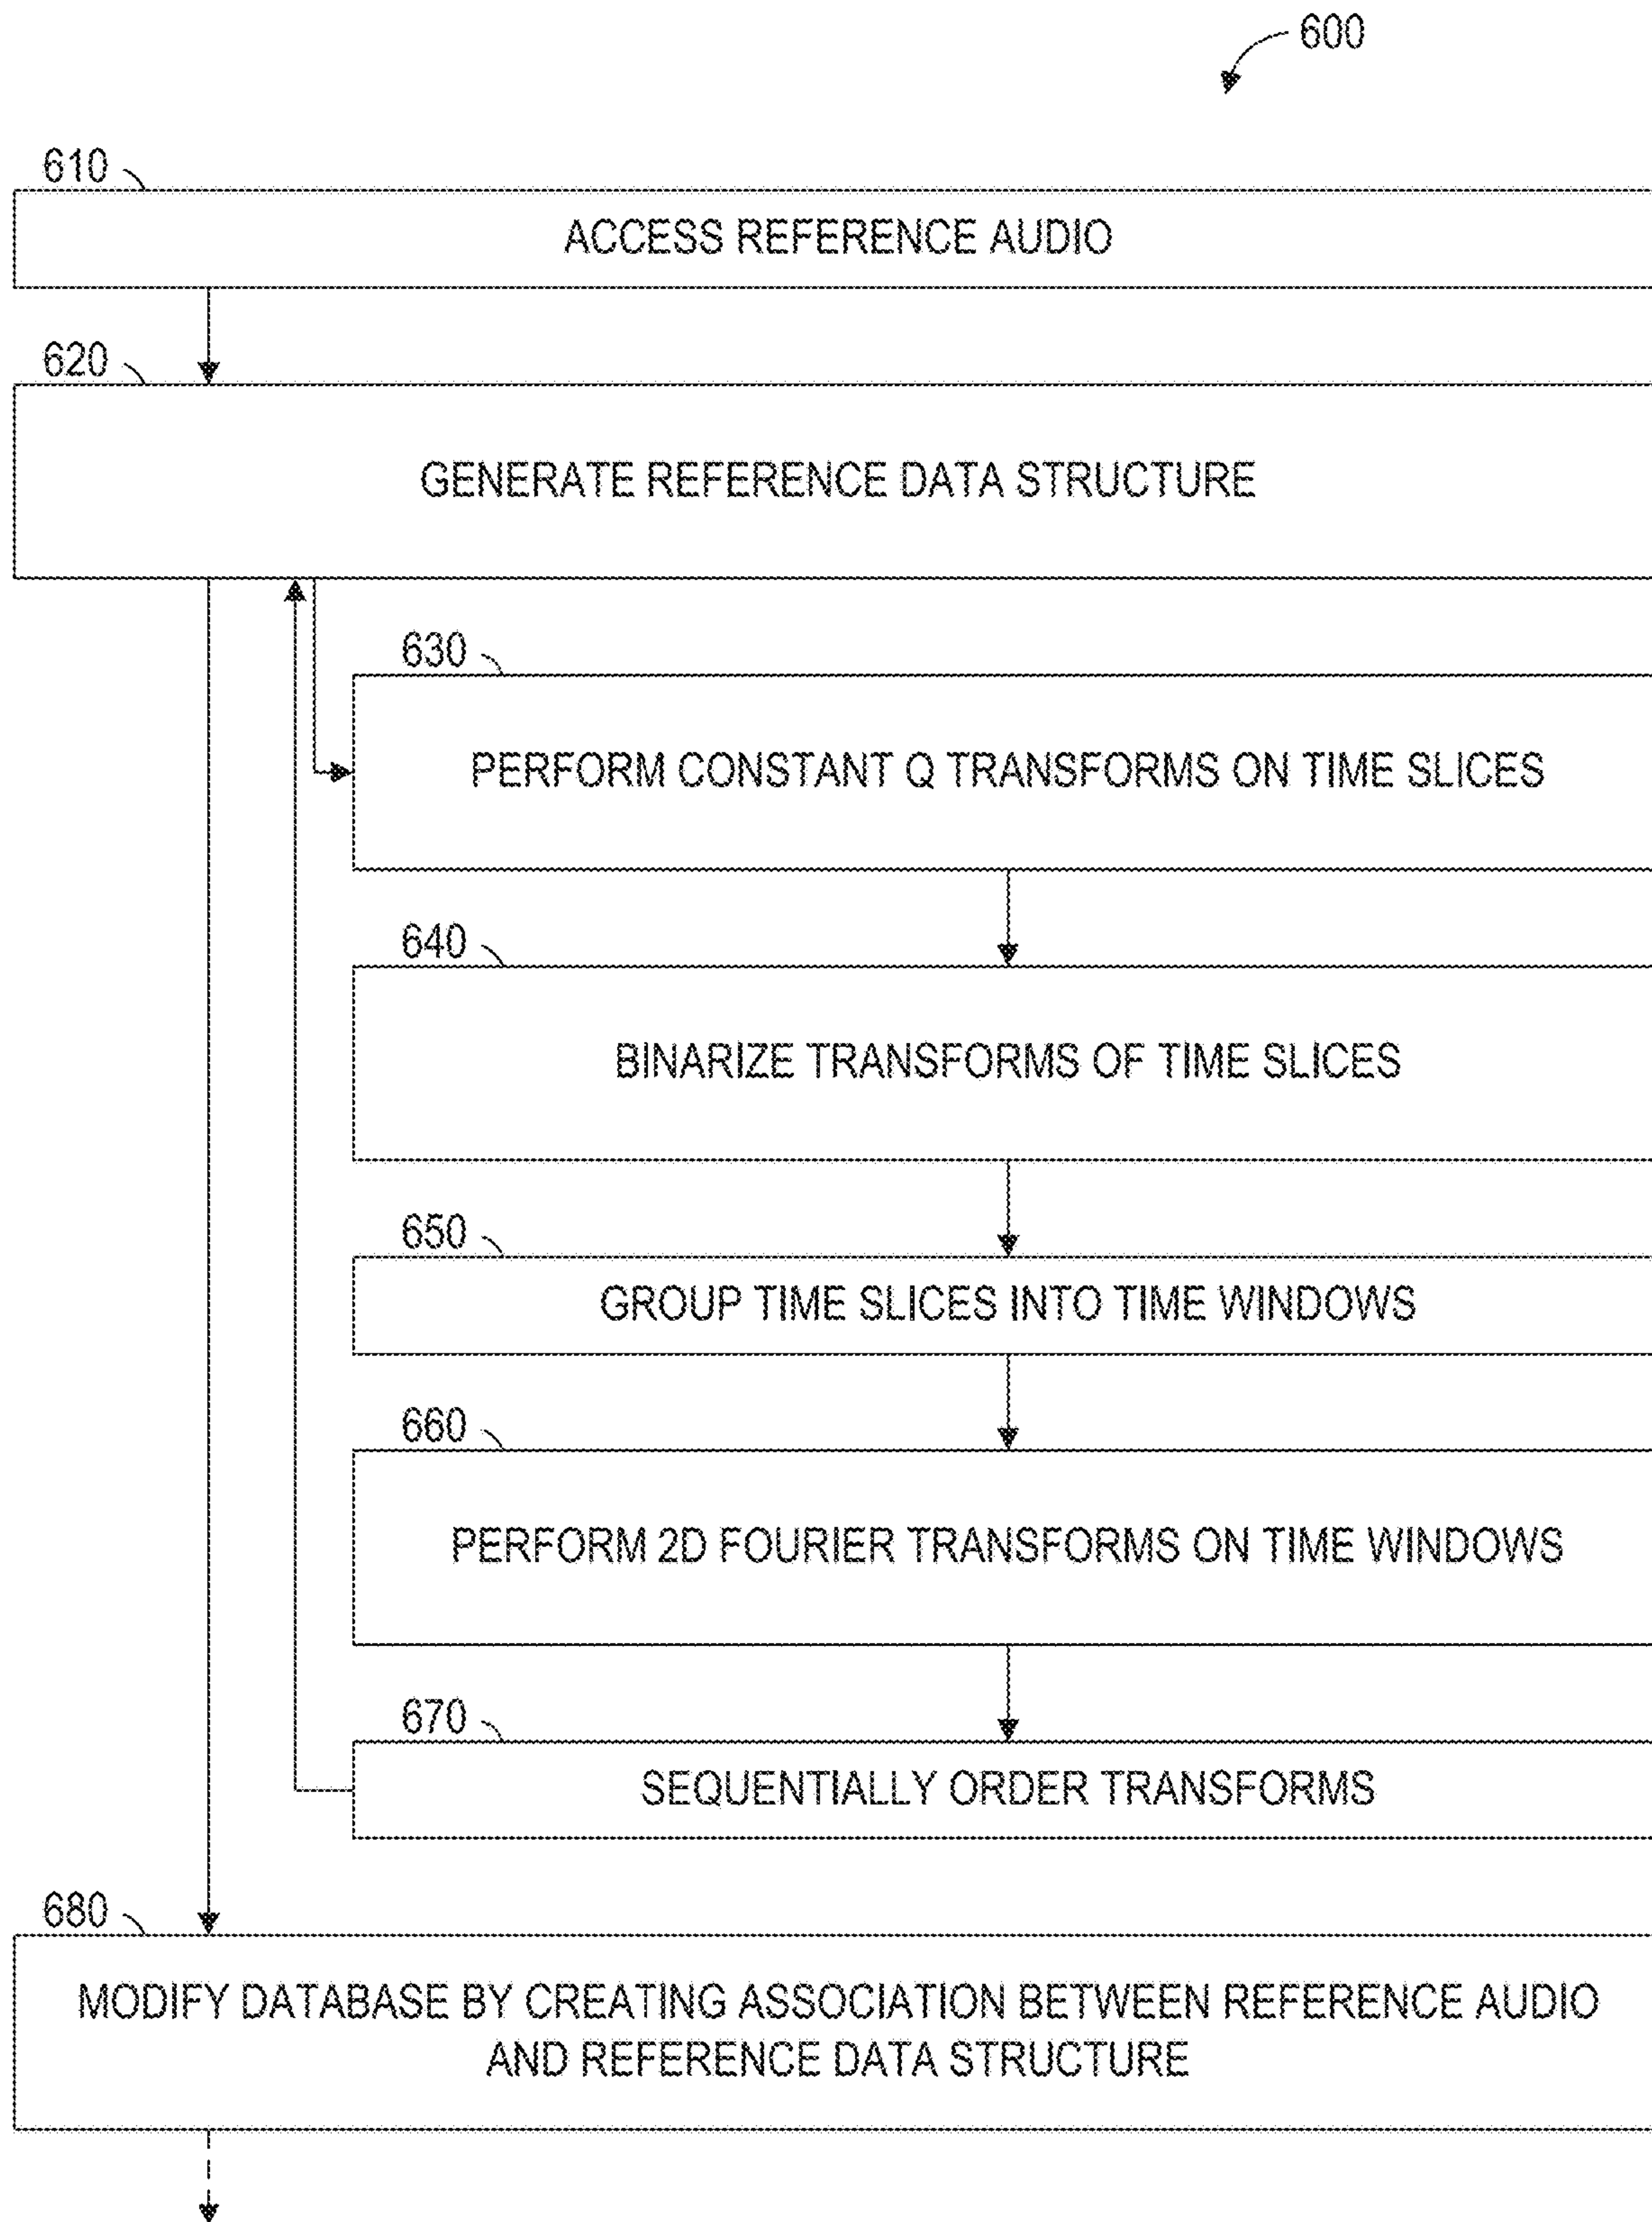 600
610
ACCESS REFERENCE AUDIO
620
GENERATE REFERENCE DATA STRUCTURE
630
PERFORM CONSTANT Q TRANSFORMS ON TIME SLICES
640
BINARIZE TRANSFORMS OF TIME SLICES
650
GROUP TIME SLICES INTO TIME WINDOWS
660
PERFORM 2D FOURIER TRANSFORMS ON TIME WINDOWS
670
SEQUENTIALLY ORDER TRANSFORMS
680
MODIFY DATABASE BY CREATING ASSOCIATION BETWEEN REFERENCE AUDIO
AND REFERENCE DATA STRUCTURE